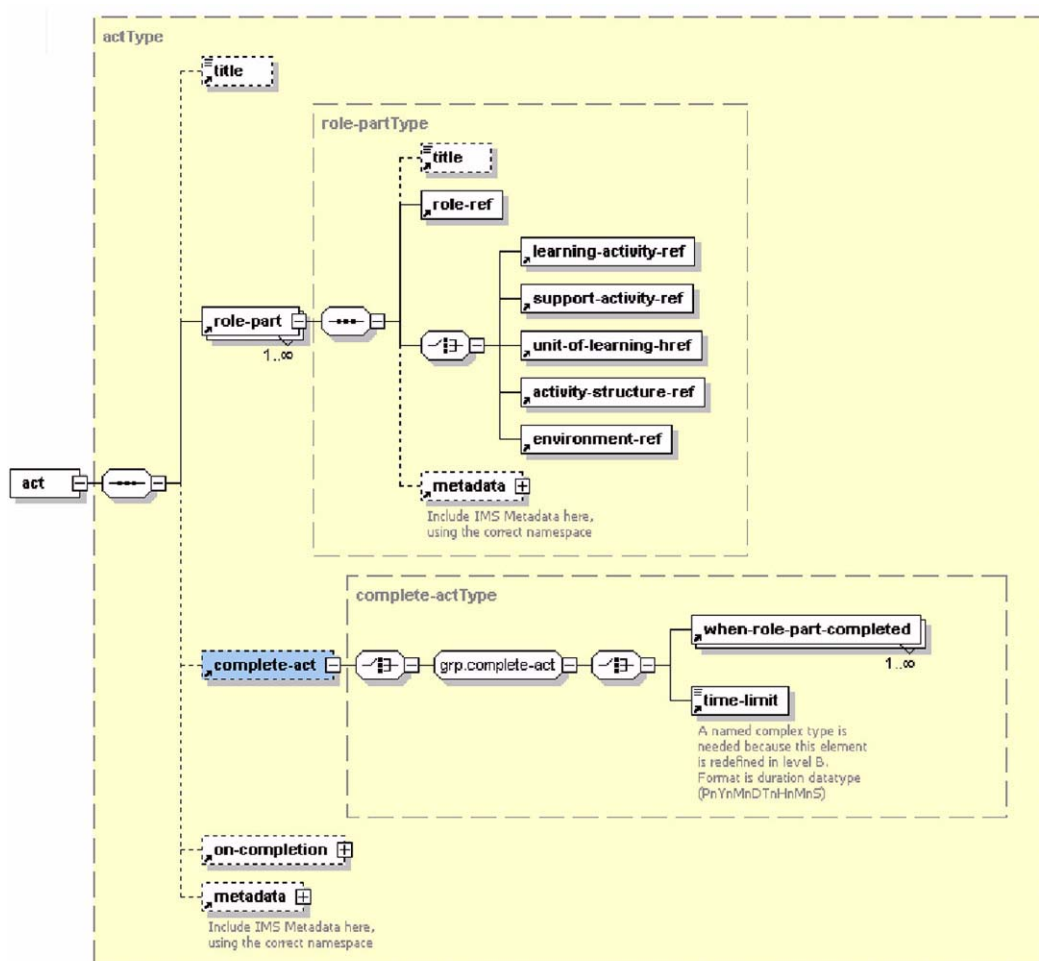 actType
title
role-partType
title
role-ref
learning-activity-ref
support-activity-ref
role-part
unit-of-learning-href
1..∞
activity-structure-ref
environment-ref
act
metadata
Include IMS Metadata here,
using the correct namespace
complete-actType
when-role-part-completed
complete-act
grp.complete-act
1..∞
time-limit
A named complex type is
needed because this element
is redefined in level B.
Format is duration datatype
(PnYnMnDTnHnMnS)
on-completion
metadata
Include IMS Metadata here,
using the correct namespace